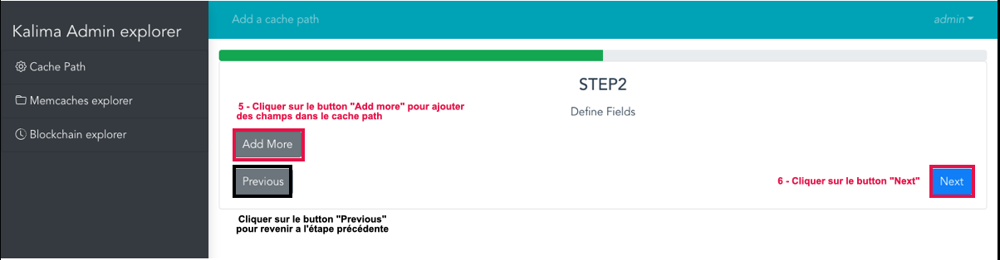 Kalima Admin explorer
Cache Path
Memcaches explorer
Blockchain explorer
Add a cache path
admin
STEP2
Define Fields
5 - Cliquer sur le button "Add more" pour ajouter
des champs dans le cache path
Add More
Previous
6 - Cliquer sur le button "Next"
Next
Cliquer sur le button "Previous"
pour revenir a l'étape précédente